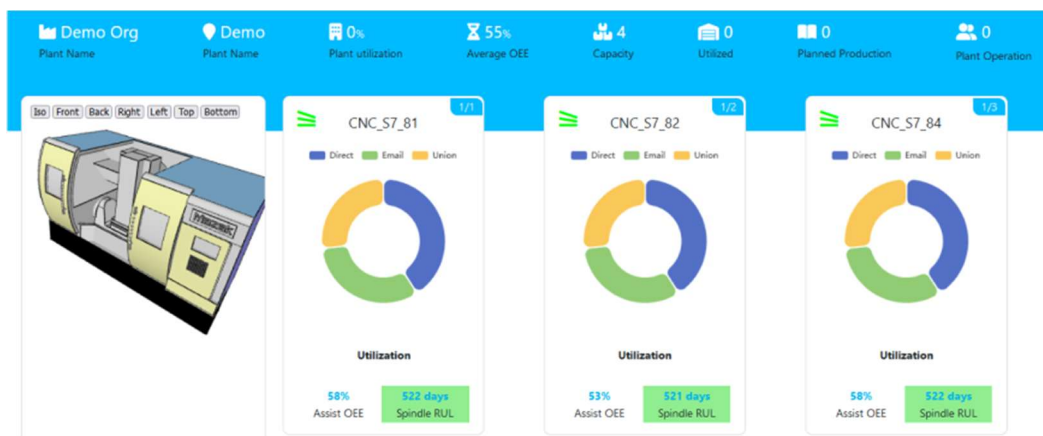 Demo Org
Plant Name
Demo
Plant Name
0%
Plant utilization
55%
Average OEE
4
Capacity
0
Utilized
0
Planned Production
0
Plant Operation
Iso Front Back Right Left Top Bottom
Mazak
1/1
CNC_S7_81
Direct Email Union
Utilization
58%
Assist OEE
522 days
Spindle RUL
1/2
CNC_S7_82
Direct Email Union
Utilization
53%
Assist OEE
521 days
Spindle RUL
1/3
CNC_S7_84
Direct Email Union
Utilization
58%
Assist OEE
522 days
Spindle RUL